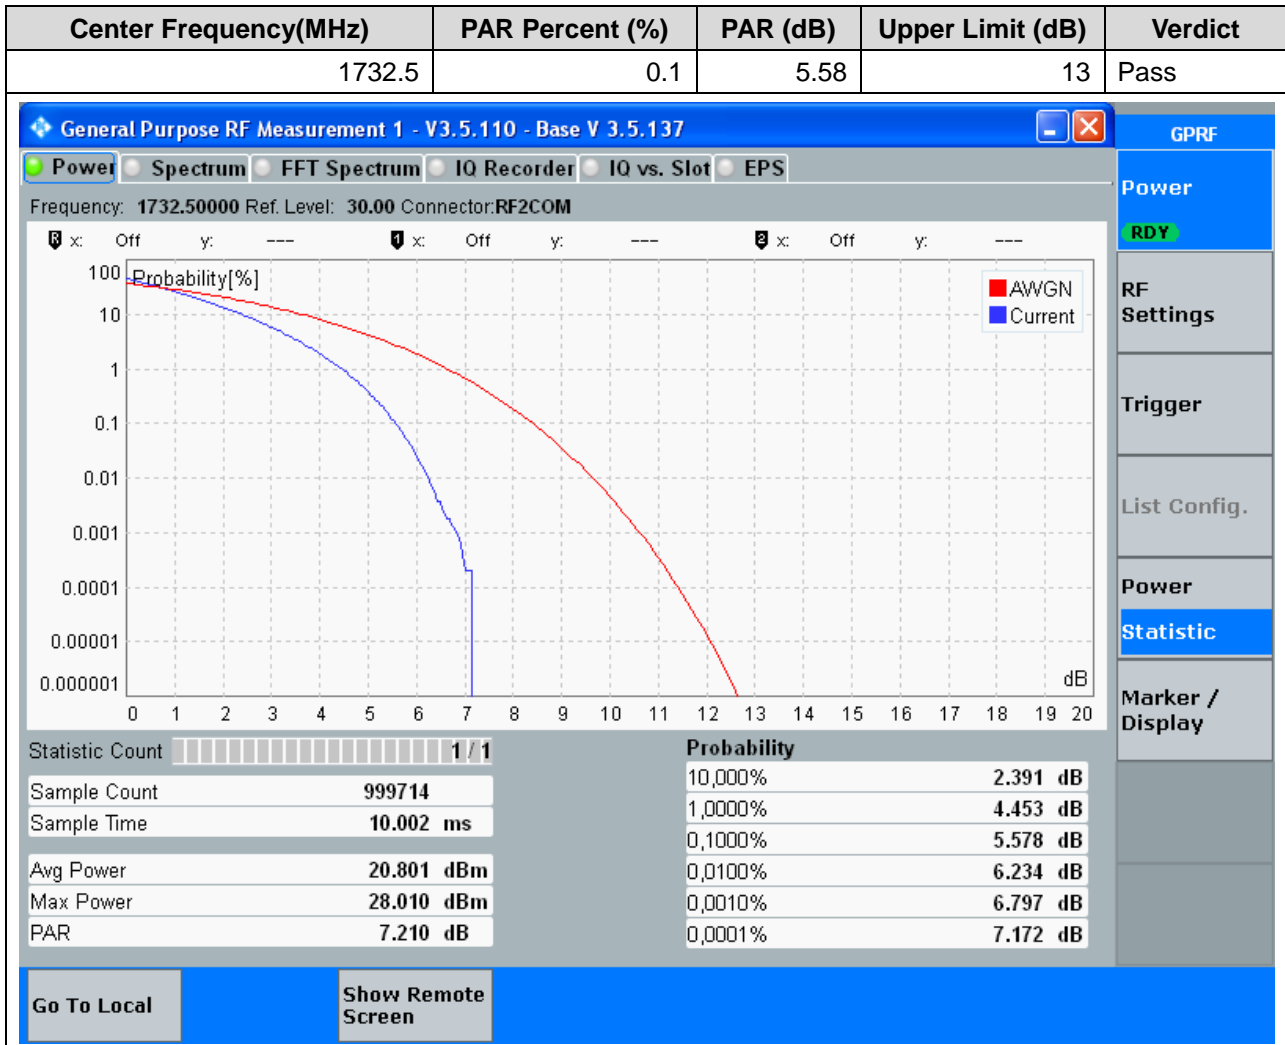 Center Frequency(MHz) PAR Percent (%) PAR (dB) Upper Limit (dB) Verdict
1732.5 0.1 5.58 13 Pass
General Purpose RF Measurement 1 - V3.5.110 - Base V 3.5.137
GPRF
Power Spectrum FFT Spectrum IQ Recorder IQ vs. Slot EPS
Power
RDY
Frequency: 1732.50000 Ref. Level: 30.00 Connector:RF2COM
R x: Off y: --- 1 x: Off y: --- 2 x: Off y: ---
Probability[%]
AWGN
Current
100
10
1
0.1
0.01
0.001
0.0001
0.00001
0.000001
dB
0 1 2 3 4 5 6 7 8 9 10 11 12 13 14 15 16 17 18 19 20
RF
Settings
Trigger
List Config.
Power
Statistic
Marker /
Display
Statistic Count 1 / 1
Sample Count 999714
Sample Time 10.002 ms
Avg Power 20.801 dBm
Max Power 28.010 dBm
PAR 7.210 dB
Probability
10,000% 2.391 dB
1,0000% 4.453 dB
0,1000% 5.578 dB
0,0100% 6.234 dB
0,0010% 6.797 dB
0,0001% 7.172 dB
Go To Local
Show Remote
Screen